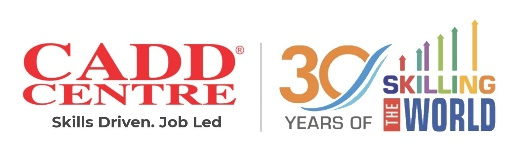 CADD®
CENTRE
Skills Driven. Job Led
30
YEARS OF
SKILLING
THE WORLD